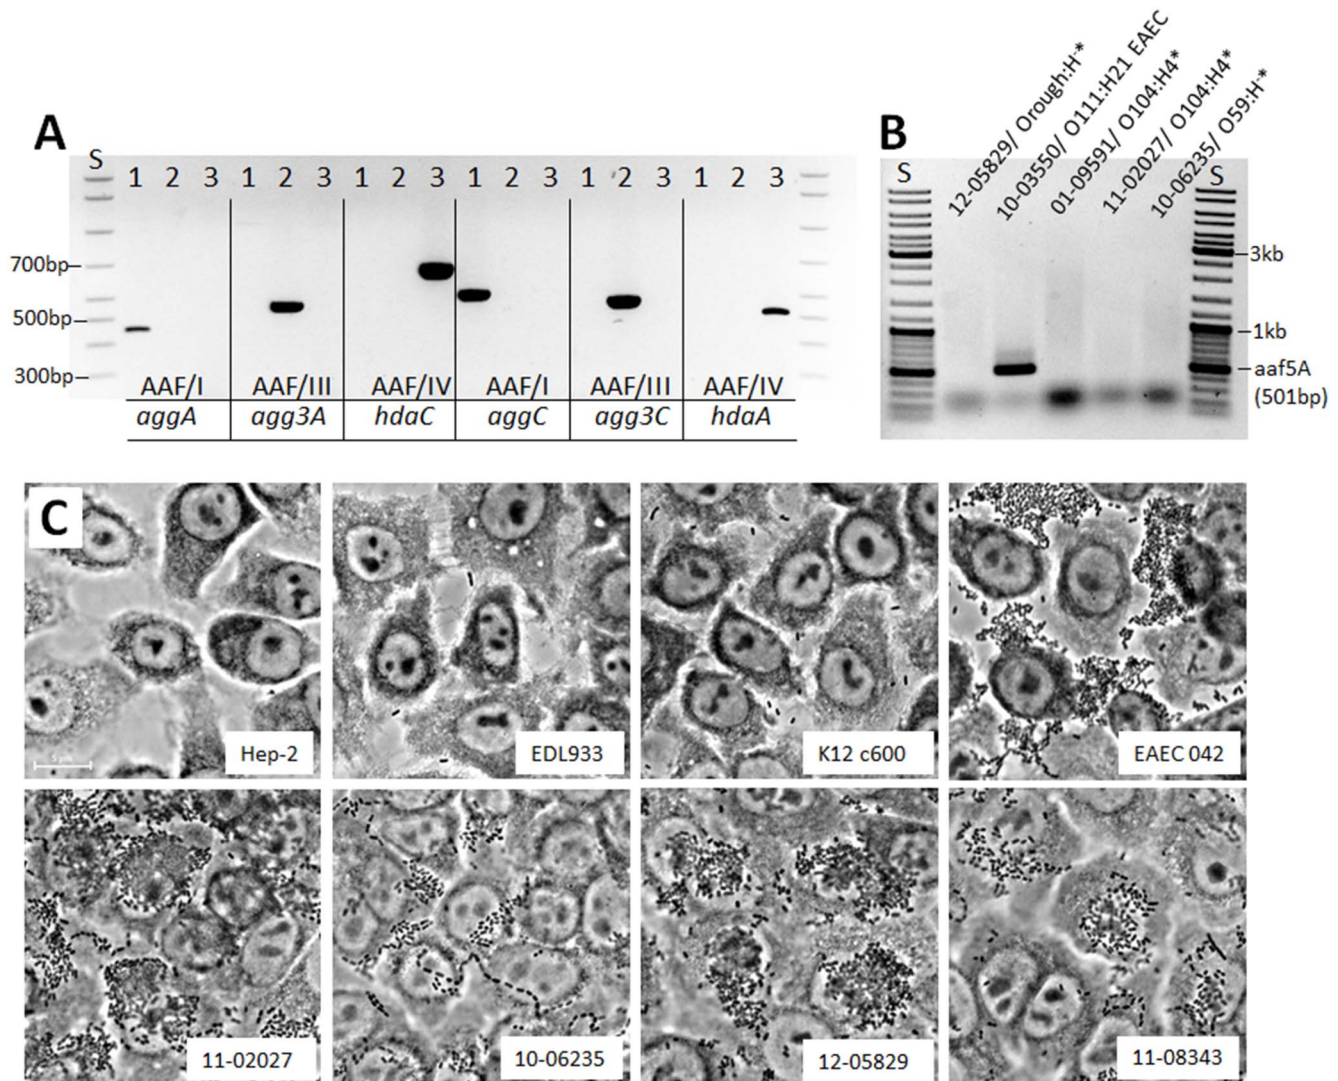 A
S 1 2 3 1 2 3 1 2 3 1 2 3 1 2 3 1 2 3
700bp
500bp
300bp
AAF/I AAF/III AAF/IV AAF/I AAF/III AAF/IV
aggA agg3A hdaC aggC agg3C hdaA
B
12-05829/ Orough:H-*
10-03550/ O111:H21 EAEC
01-09591/ O104:H4*
11-02027/ O104:H4*
10-06235/ O59:H-*
S S
3kb
1kb
aaf5A
(501bp)
C
5 µm
Hep-2
EDL933
K12 c600
EAEC 042
11-02027
10-06235
12-05829
11-08343